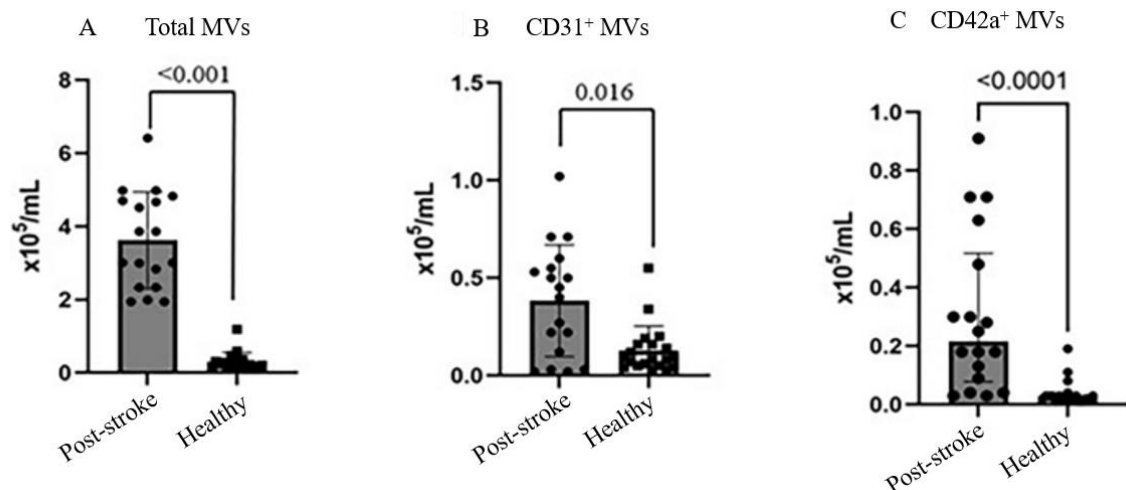 A Total MVs
<0.001
8
6
4
2
0
x10⁵/mL
Post-stroke
Healthy
B CD31⁺ MVs
0.016
1.5
1.0
0.5
0.0
x10⁵/mL
Post-stroke
Healthy
C CD42a⁺ MVs
<0.0001
1.0
0.8
0.6
0.4
0.2
0.0
x10⁵/mL
Post-stroke
Healthy